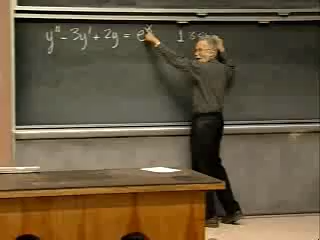 y'' - 3y' + 2y = e^x